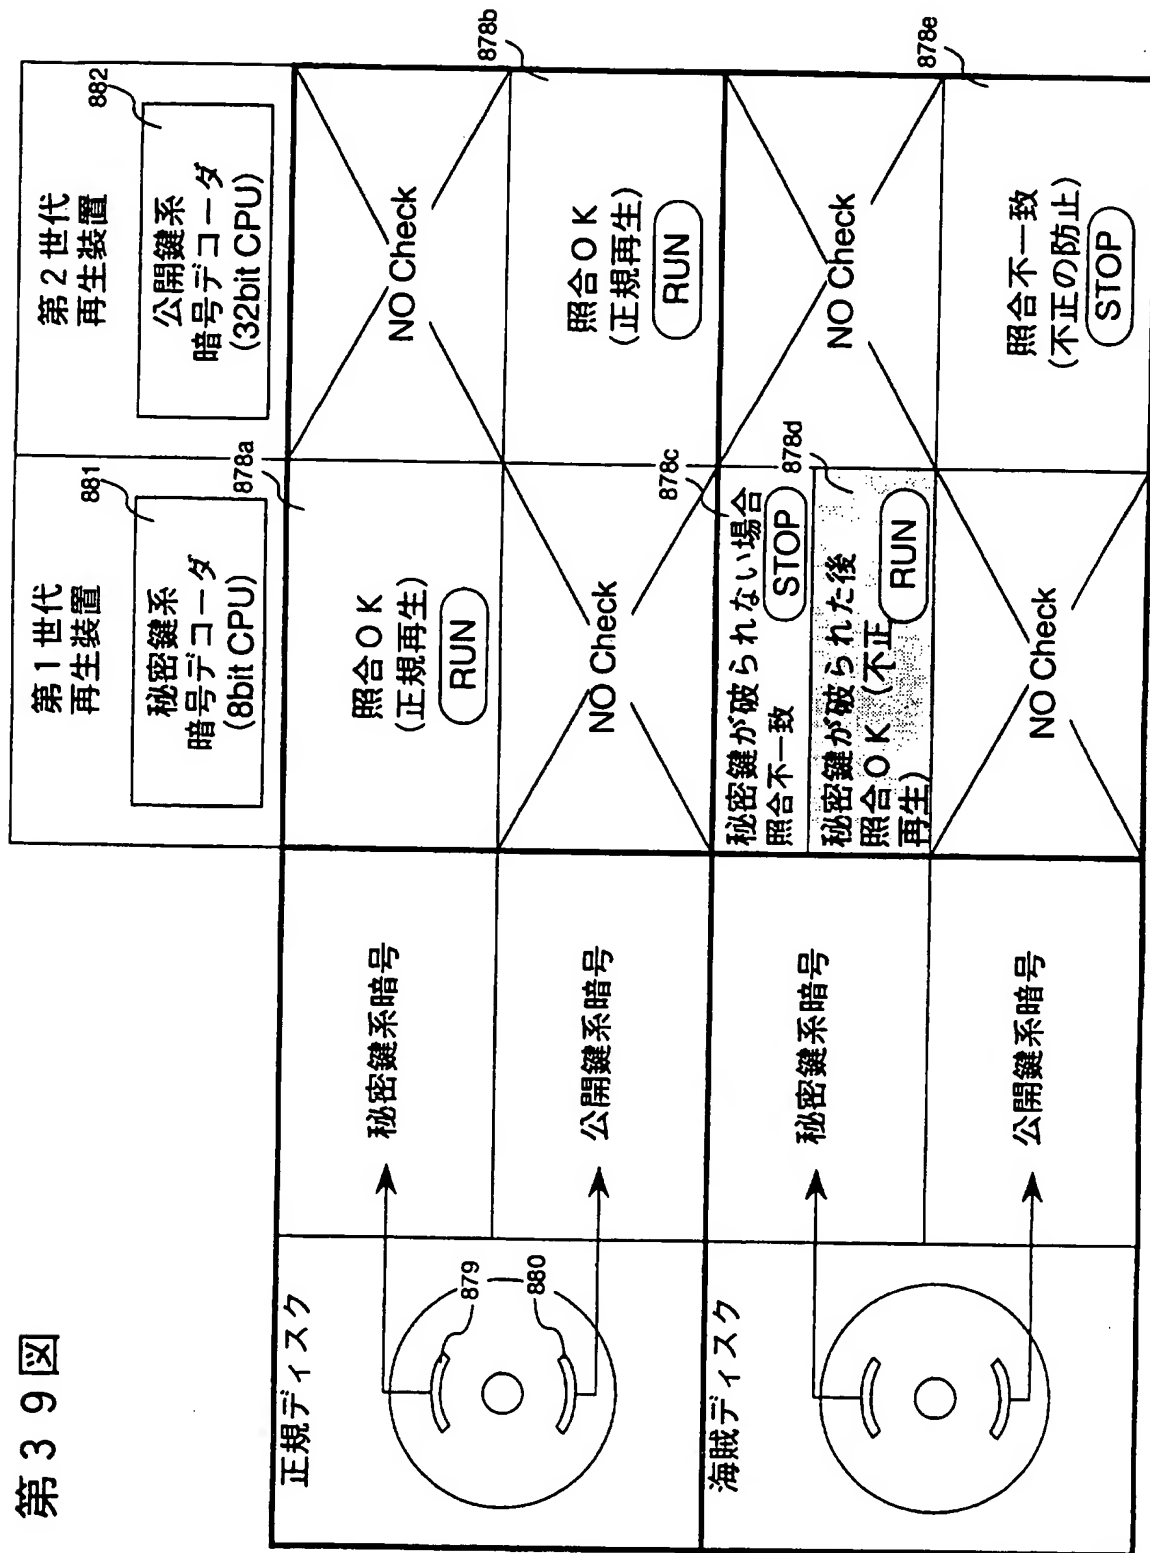 第39図
第1世代
再生装置
881
秘密鍵系
暗号デコーダ
(8bit CPU)
第2世代
再生装置
882
公開鍵系
暗号デコーダ
(32bit CPU)
正規ディスク
879
880
秘密鍵系暗号
878a
照合OK
(正規再生)
RUN
NO Check
公開鍵系暗号
NO Check
878b
照合OK
(正規再生)
RUN
海賊ディスク
秘密鍵系暗号
878c
秘密鍵が破られない場合
照合不一致
STOP
878d
秘密鍵が破られた後
照合OK (不正
再生)
RUN
NO Check
公開鍵系暗号
NO Check
878e
照合不一致
(不正の防止)
STOP